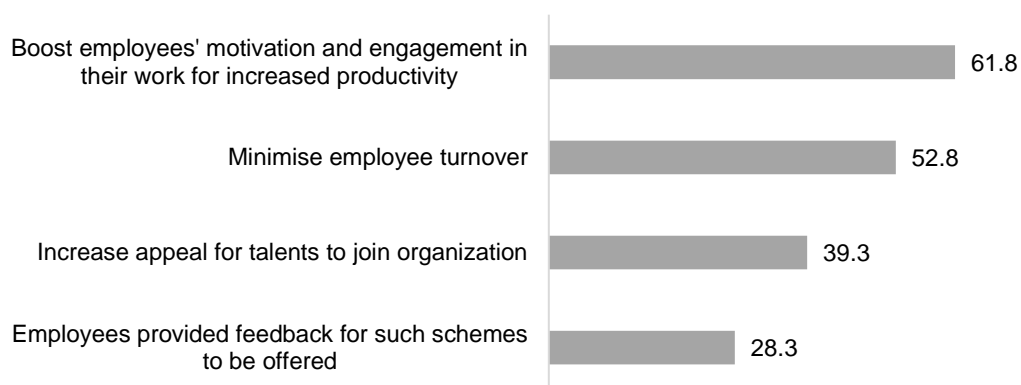 Boost employees' motivation and engagement in
their work for increased productivity
61.8
Minimise employee turnover
52.8
Increase appeal for talents to join organization
39.3
Employees provided feedback for such schemes
to be offered
28.3